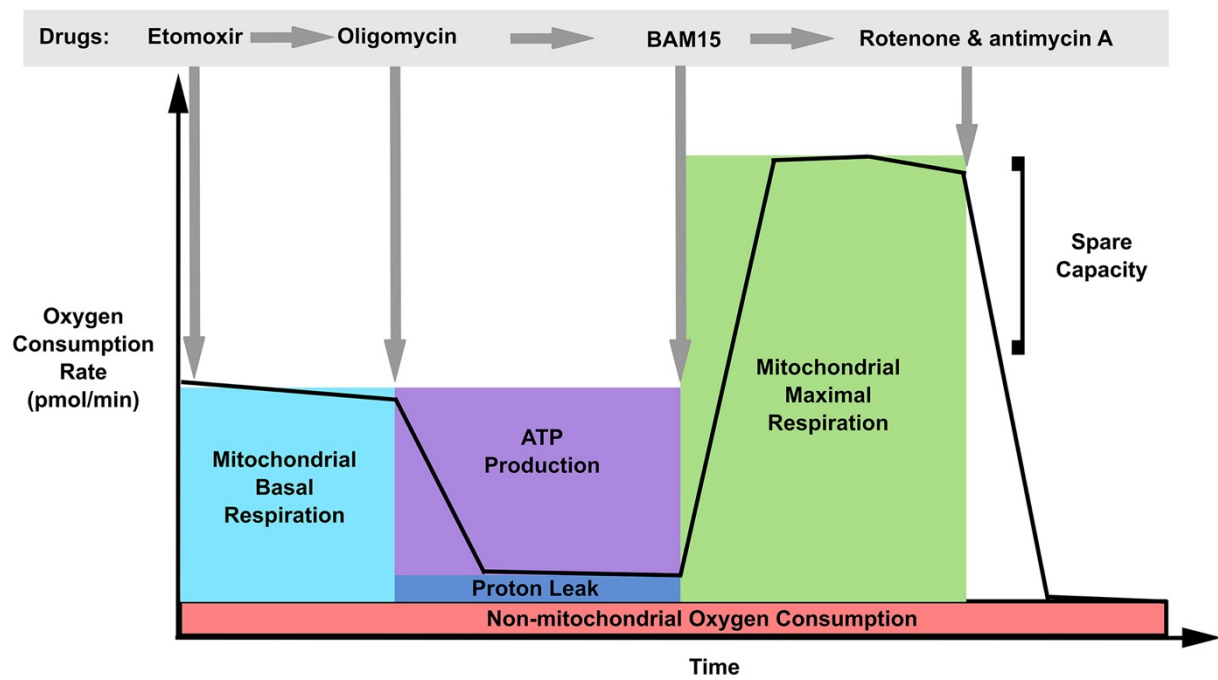 Drugs: Etomoxir Oligomycin BAM15 Rotenone & antimycin A
Oxygen
Consumption
Rate
(pmol/min)
Mitochondrial
Basal
Respiration
ATP
Production
Proton Leak
Mitochondrial
Maximal
Respiration
Spare
Capacity
Non-mitochondrial Oxygen Consumption
Time